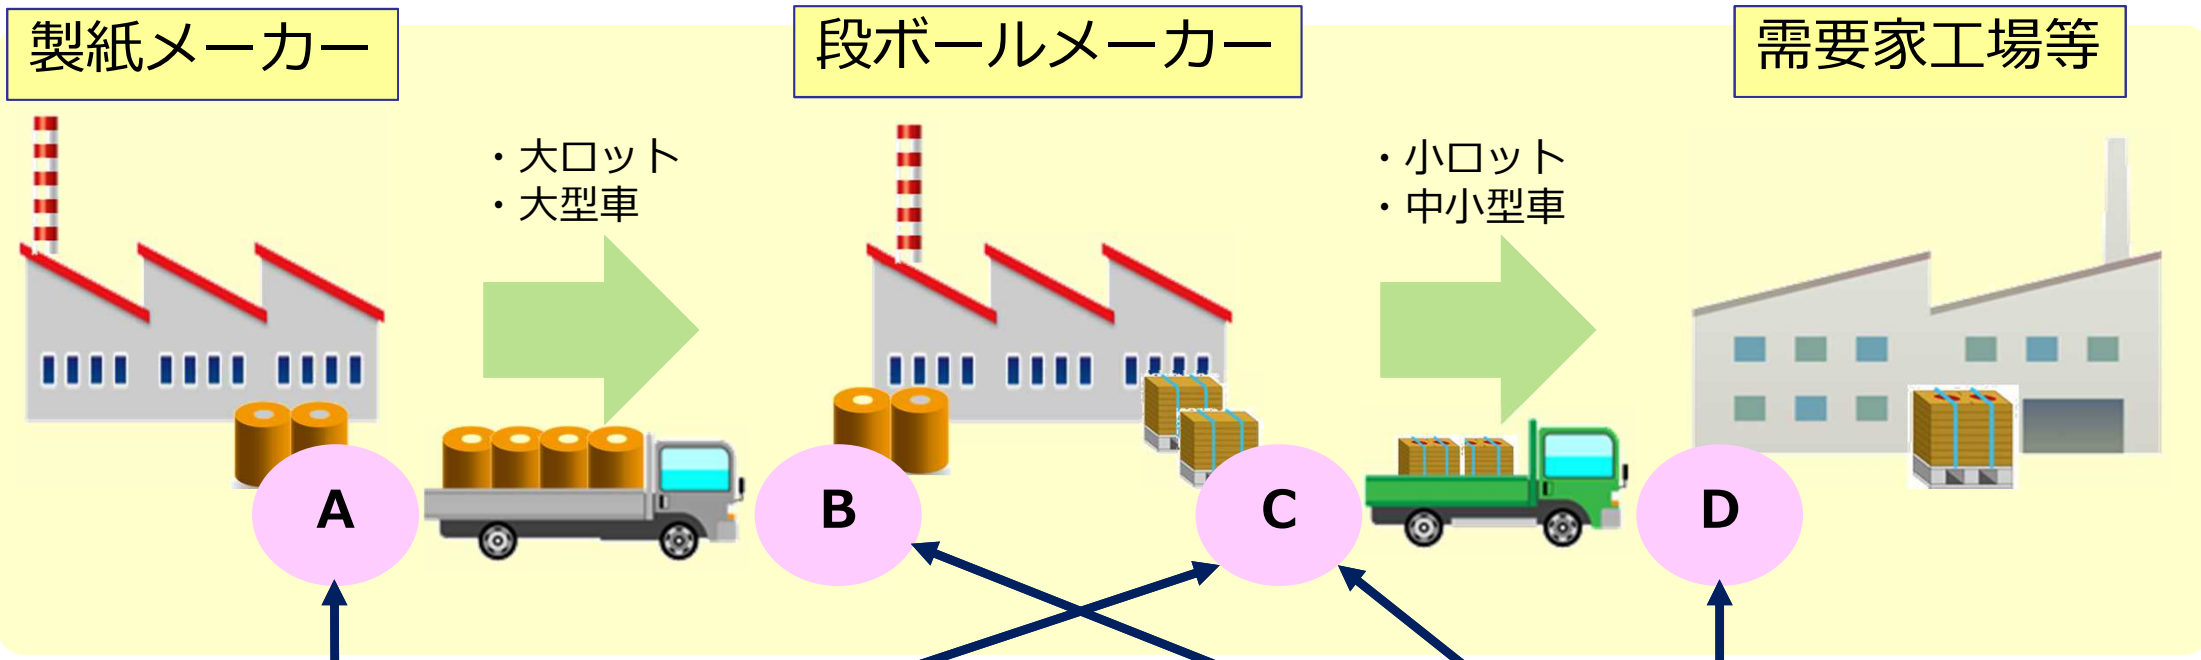 製紙メーカー
段ボールメーカー
需要家工場等
・大ロット
・大型車
・小ロット
・中小型車
A
B
C
D